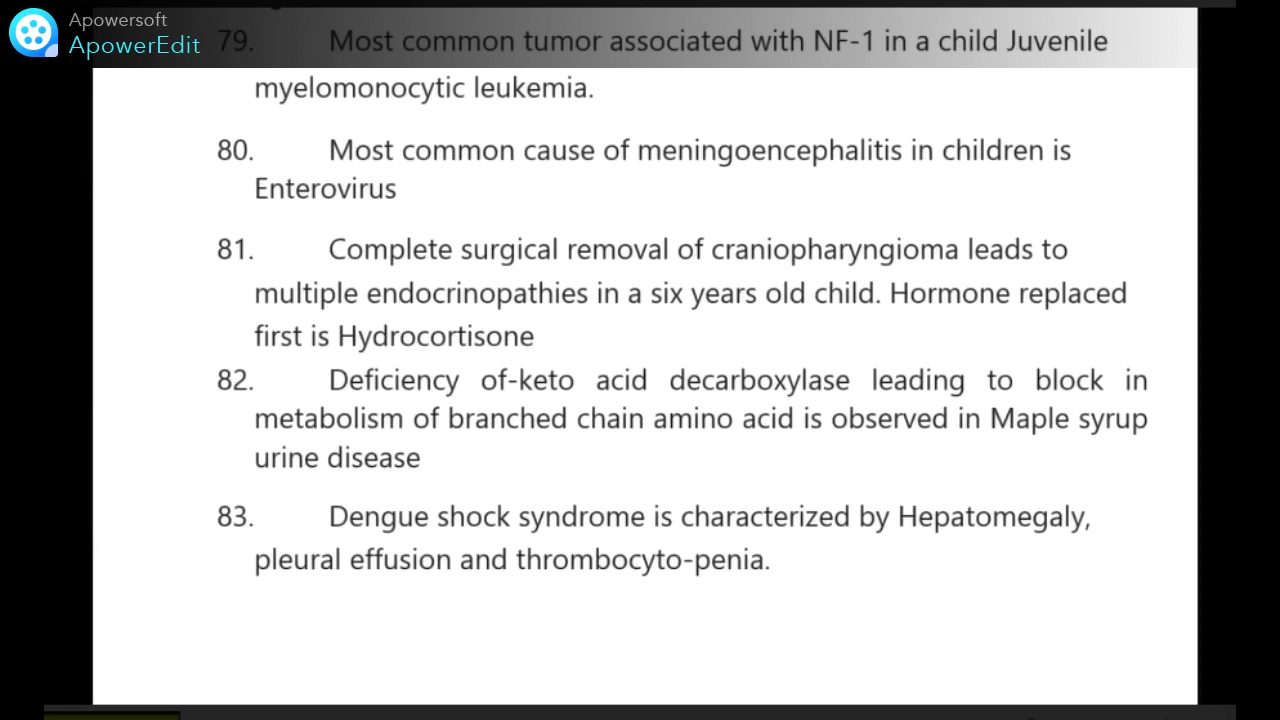 Apowersoft
ApowerEdit
79. Most common tumor associated with NF-1 in a child Juvenile
myelomonocytic leukemia.
80. Most common cause of meningoencephalitis in children is
Enterovirus
81. Complete surgical removal of craniopharyngioma leads to
multiple endocrinopathies in a six years old child. Hormone replaced
first is Hydrocortisone
82. Deficiency of-keto acid decarboxylase leading to block in
metabolism of branched chain amino acid is observed in Maple syrup
urine disease
83. Dengue shock syndrome is characterized by Hepatomegaly,
pleural effusion and thrombocyto-penia.